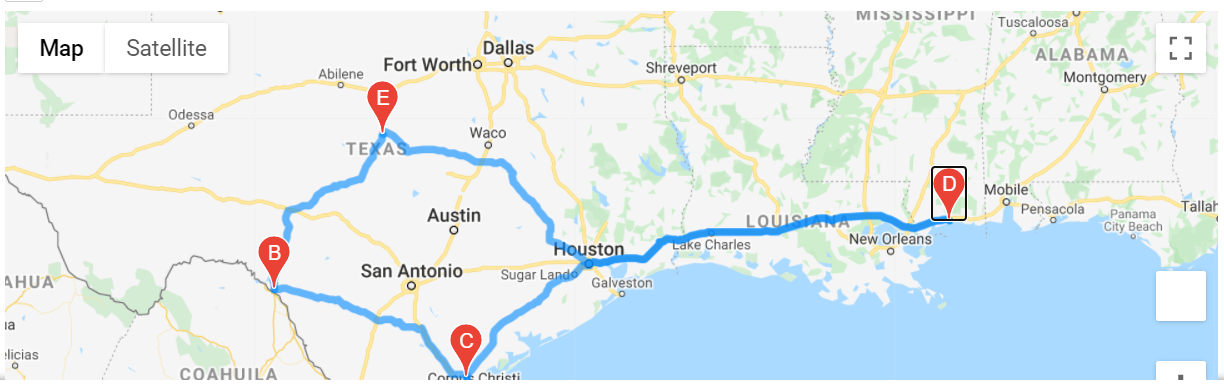 MISSISSIPPI
Tuscaloosa
Map
Satellite
Dallas
Fort Worth
ALABAMA
Shreveport
Abilene
Montgomery
E
Odessa
Waco
TEXAS
D
Mobile
Pensacola
Tallah
Austin
LOUISIANA
Panama
City Beach
New Orleans
B
Houston
Lake Charles
San Antonio
Sugar Land
Galveston
AHUA
C
elicias
COAHUILA
Corpus Christi